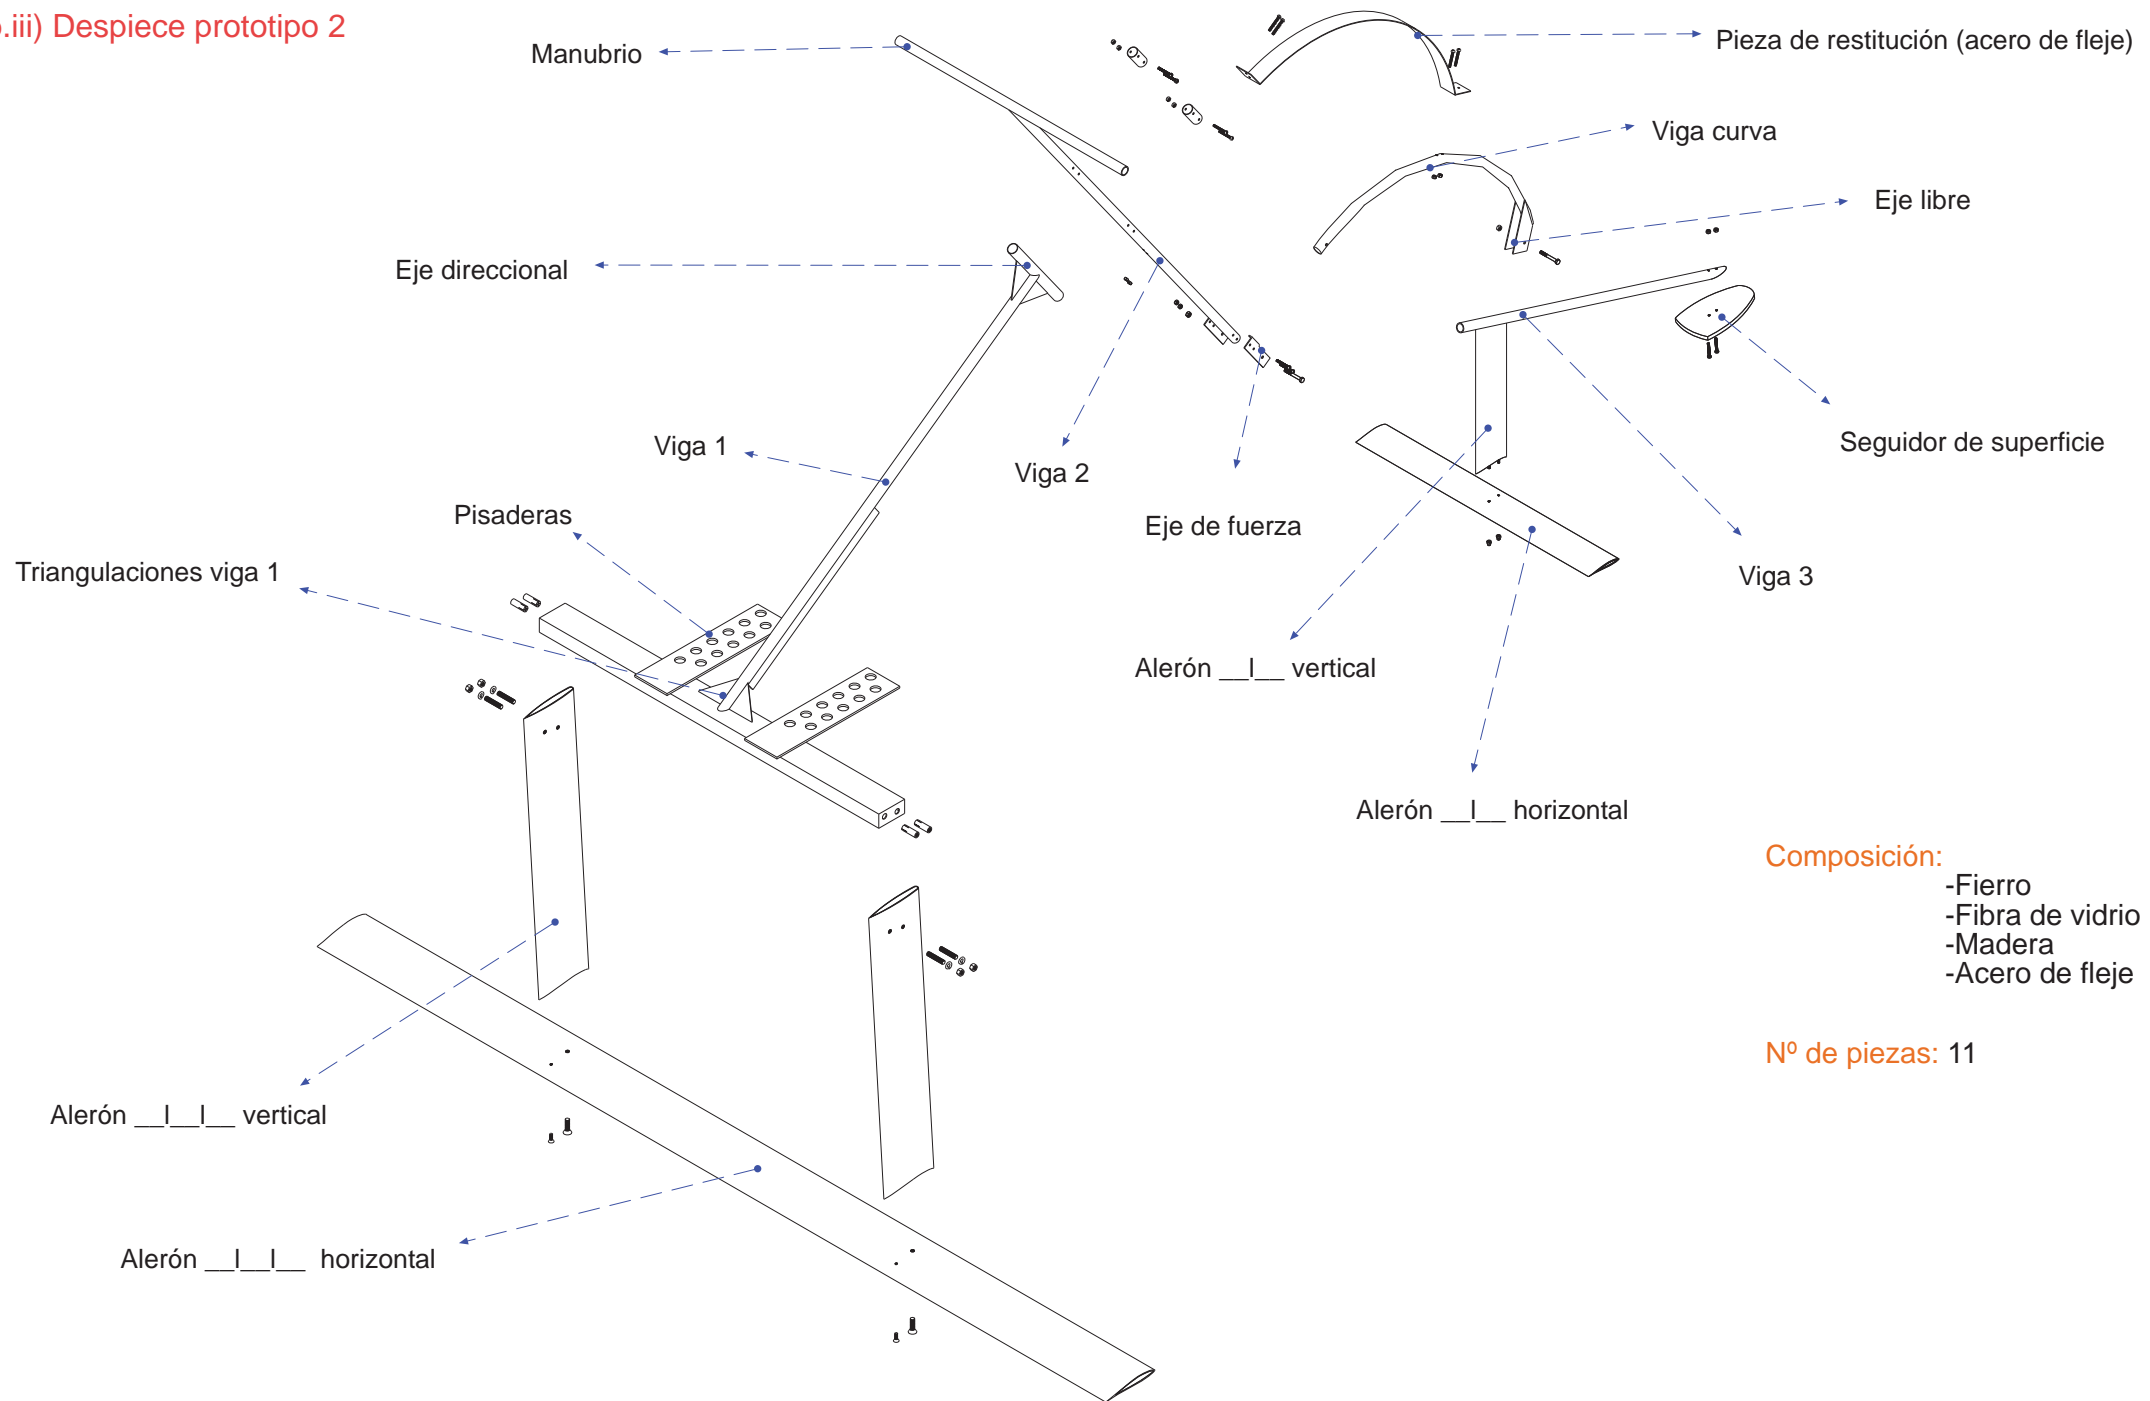 .iii) Despiece prototipo 2
Manubrio
Pieza de restitución (acero de fleje)
Viga curva
Eje libre
Eje direccional
Viga 1
Viga 2
Seguidor de superficie
Pisaderas
Eje de fuerza
Triangulaciones viga 1
Viga 3
Alerón __I__ vertical
Alerón __I__ horizontal
Composición:
-Fierro
-Fibra de vidrio
-Madera
-Acero de fleje
Nº de piezas: 11
Alerón __I__I__ vertical
Alerón __I__I__ horizontal